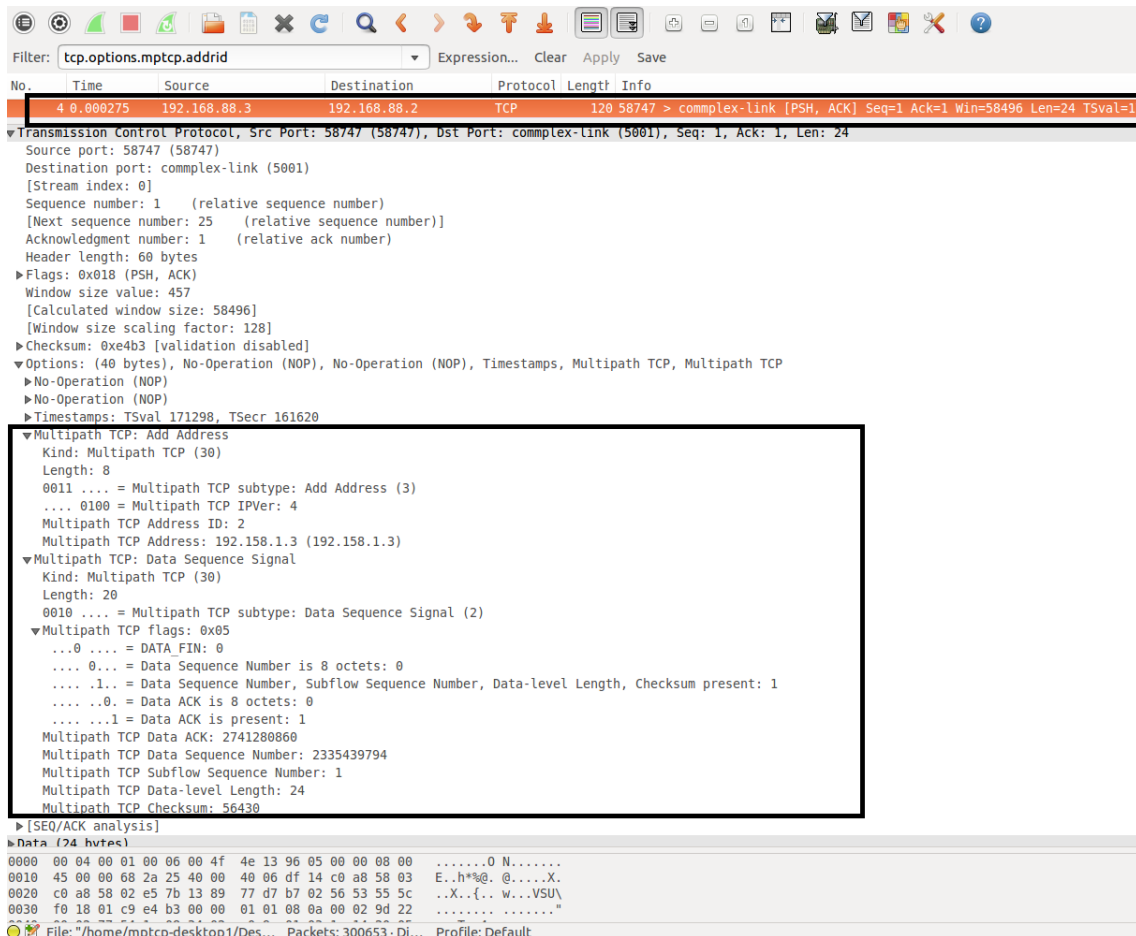 Filter: tcp.options.mptcp.addrid Expression... Clear Apply Save
No. Time Source Destination Protocol Length Info
4 0.000275 192.168.88.3 192.168.88.2 TCP 120 58747 > commplex-link [PSH, ACK] Seq=1 Ack=1 Win=58496 Len=24 TSval=1
Transmission Control Protocol, Src Port: 58747 (58747), Dst Port: commplex-link (5001), Seq: 1, Ack: 1, Len: 24
Source port: 58747 (58747)
Destination port: commplex-link (5001)
[Stream index: 0]
Sequence number: 1 (relative sequence number)
[Next sequence number: 25 (relative sequence number)]
Acknowledgment number: 1 (relative ack number)
Header length: 60 bytes
Flags: 0x018 (PSH, ACK)
Window size value: 457
[Calculated window size: 58496]
[Window size scaling factor: 128]
Checksum: 0xe4b3 [validation disabled]
Options: (40 bytes), No-Operation (NOP), No-Operation (NOP), Timestamps, Multipath TCP, Multipath TCP
No-Operation (NOP)
No-Operation (NOP)
Timestamps: TSval 171298, TSecr 161620
Multipath TCP: Add Address
Kind: Multipath TCP (30)
Length: 8
0011 .... = Multipath TCP subtype: Add Address (3)
.... 0100 = Multipath TCP IPVer: 4
Multipath TCP Address ID: 2
Multipath TCP Address: 192.158.1.3 (192.158.1.3)
Multipath TCP: Data Sequence Signal
Kind: Multipath TCP (30)
Length: 20
0010 .... = Multipath TCP subtype: Data Sequence Signal (2)
Multipath TCP flags: 0x05
...0 .... = DATA_FIN: 0
.... 0... = Data Sequence Number is 8 octets: 0
.... .1.. = Data Sequence Number, Subflow Sequence Number, Data-level Length, Checksum present: 1
.... ..0. = Data ACK is 8 octets: 0
.... ...1 = Data ACK is present: 1
Multipath TCP Data ACK: 2741280860
Multipath TCP Data Sequence Number: 2335439794
Multipath TCP Subflow Sequence Number: 1
Multipath TCP Data-level Length: 24
Multipath TCP Checksum: 56430
[SEQ/ACK analysis]
Data (24 bytes)
0000 00 04 00 01 00 06 00 4f 4e 13 96 05 00 00 08 00 .......O N.......
0010 45 00 00 68 2a 25 40 00 40 06 df 14 c0 a8 58 03 E..h*%@. @.....X.
0020 c0 a8 58 02 e5 7b 13 89 77 d7 b7 02 56 53 55 5c ..X..{.. w...VSU\
0030 f0 18 01 c9 e4 b3 00 00 01 01 08 0a 00 02 9d 22 ........ ......."
File: "/home/mptcp-desktop1/Des... Packets: 300653 · Di... Profile: Default